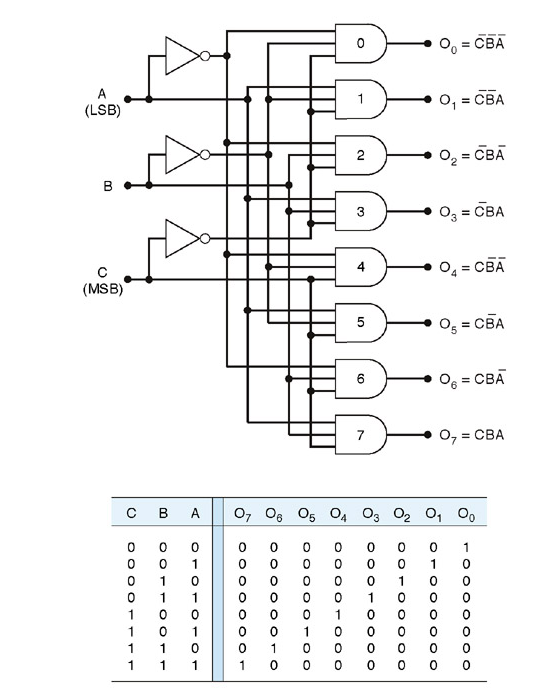 0 O₀ = C̅B̅A̅
A
(LSB)
1 O₁ = C̅B̅A
2 O₂ = C̅BA̅
B
3 O₃ = C̅BA
C
(MSB)
4 O₄ = CB̅A̅
5 O₅ = CB̅A
6 O₆ = CBA̅
7 O₇ = CBA
C B A O₇ O₆ O₅ O₄ O₃ O₂ O₁ O₀
0 0 0 0 0 0 0 0 0 0 1
0 0 1 0 0 0 0 0 0 1 0
0 1 0 0 0 0 0 0 1 0 0
0 1 1 0 0 0 0 1 0 0 0
1 0 0 0 0 0 1 0 0 0 0
1 0 1 0 0 1 0 0 0 0 0
1 1 0 0 1 0 0 0 0 0 0
1 1 1 1 0 0 0 0 0 0 0